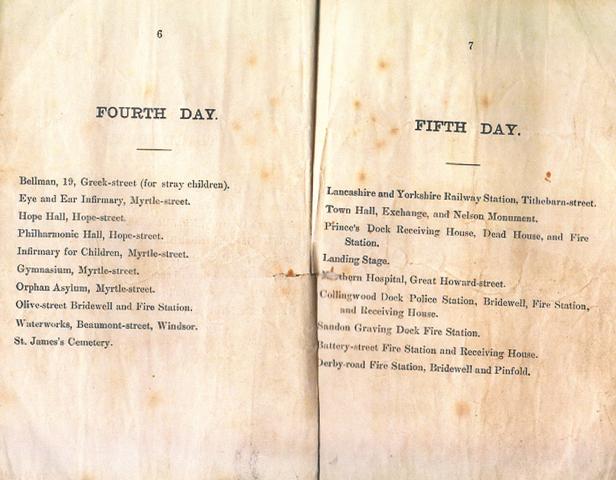 6
FOURTH DAY.
Bellman, 19, Greek-street (for stray children).
Eye and Ear Infirmary, Myrtle-street.
Hope Hall, Hope-street.
Philharmonic Hall, Hope-street.
Infirmary for Children, Myrtle-street.
Gymnasium, Myrtle-street.
Orphan Asylum, Myrtle-street.
Olive-street Bridewell and Fire Station.
Waterworks, Beaumont-street, Windsor.
St. James's Cemetery.
7
FIFTH DAY.
Lancashire and Yorkshire Railway Station, Tithebarn-street.
Town Hall, Exchange, and Nelson Monument.
Prince's Dock Receiving House, Dead House, and Fire
Station.
Landing Stage.
Northern Hospital, Great Howard-street.
Collingwood Dock Police Station, Bridewell, Fire Station,
and Receiving House.
Sandon Graving Dock Fire Station.
Battery-street Fire Station and Receiving House.
Derby-road Fire Station, Bridewell and Pinfold.